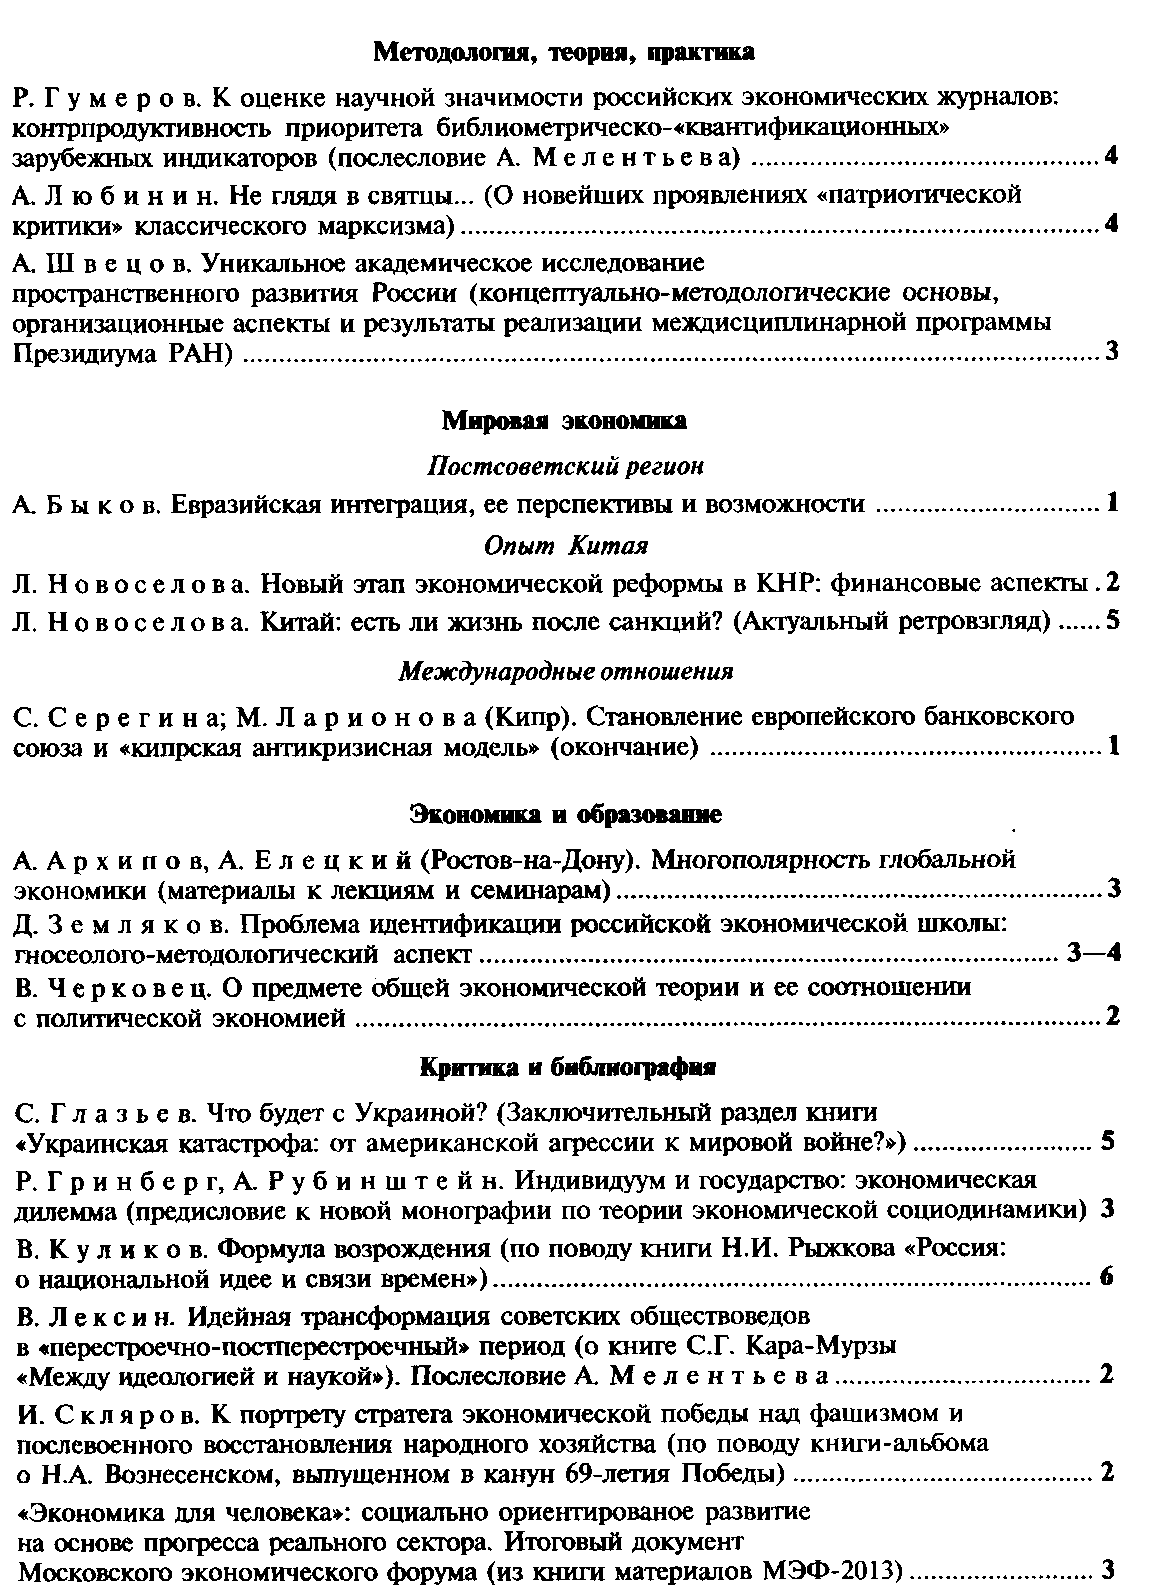 Методология, теория, практика
Р. Г у м е р о в. К оценке научной значимости российских экономических журналов:
контрпродуктивность приоритета библиометрическо-«квантификационных»
зарубежных индикаторов (послесловие А. М е л е н т ь е в а) ........................................ 4
А. Л ю б и н и н. Не глядя в святцы... (О новейших проявлениях «патриотической
критики» классического марксизма) ........................................ 4
А. Ш в е ц о в. Уникальное академическое исследование
пространственного развития России (концептуально-методологические основы,
организационные аспекты и результаты реализации междисциплинарной программы
Президиума РАН) ........................................ 3
Мировая экономика
Постсоветский регион
А. Б ы к о в. Евразийская интеграция, ее перспективы и возможности ................................ 1
Опыт Китая
Л. Н о в о с е л о в а. Новый этап экономической реформы в КНР: финансовые аспекты . 2
Л. Н о в о с е л о в а. Китай: есть ли жизнь после санкций? (Актуальный ретровзгляд) ...... 5
Международные отношения
С. С е р е г и н а; М. Л а р и о н о в а (Кипр). Становление европейского банковского
союза и «кипрская антикризисная модель» (окончание) ........................................ 1
Экономика и образование
А. А р х и п о в, А. Е л е ц к и й (Ростов-на-Дону). Многополярность глобальной
экономики (материалы к лекциям и семинарам) ........................................ 3
Д. З е м л я к о в. Проблема идентификации российской экономической школы:
гносеолого-методологический аспект ........................................ 3—4
В. Ч е р к о в е ц. О предмете общей экономической теории и ее соотношении
с политической экономией ........................................ 2
Критика и библиография
С. Г л а з ь е в. Что будет с Украиной? (Заключительный раздел книги
«Украинская катастрофа: от американской агрессии к мировой войне?») ......................... 5
Р. Г р и н б е р г, А. Р у б и н ш т е й н. Индивидуум и государство: экономическая
дилемма (предисловие к новой монографии по теории экономической социодинамики) 3
В. К у л и к о в. Формула возрождения (по поводу книги Н.И. Рыжкова «Россия:
о национальной идее и связи времен») ........................................ 6
В. Л е к с и н. Идейная трансформация советских обществоведов
в «перестроечно-постперестроечный» период (о книге С.Г. Кара-Мурзы
«Между идеологией и наукой»). Послесловие А. М е л е н т ь е в а .................................... 2
И. С к л я р о в. К портрету стратега экономической победы над фашизмом и
послевоенного восстановления народного хозяйства (по поводу книги-альбома
о Н.А. Вознесенском, выпущенном в канун 69-летия Победы) ........................................ 2
«Экономика для человека»: социально ориентированое развитие
на основе прогресса реального сектора. Итоговый документ
Московского экономического форума (из книги материалов МЭФ-2013) .......................... 3